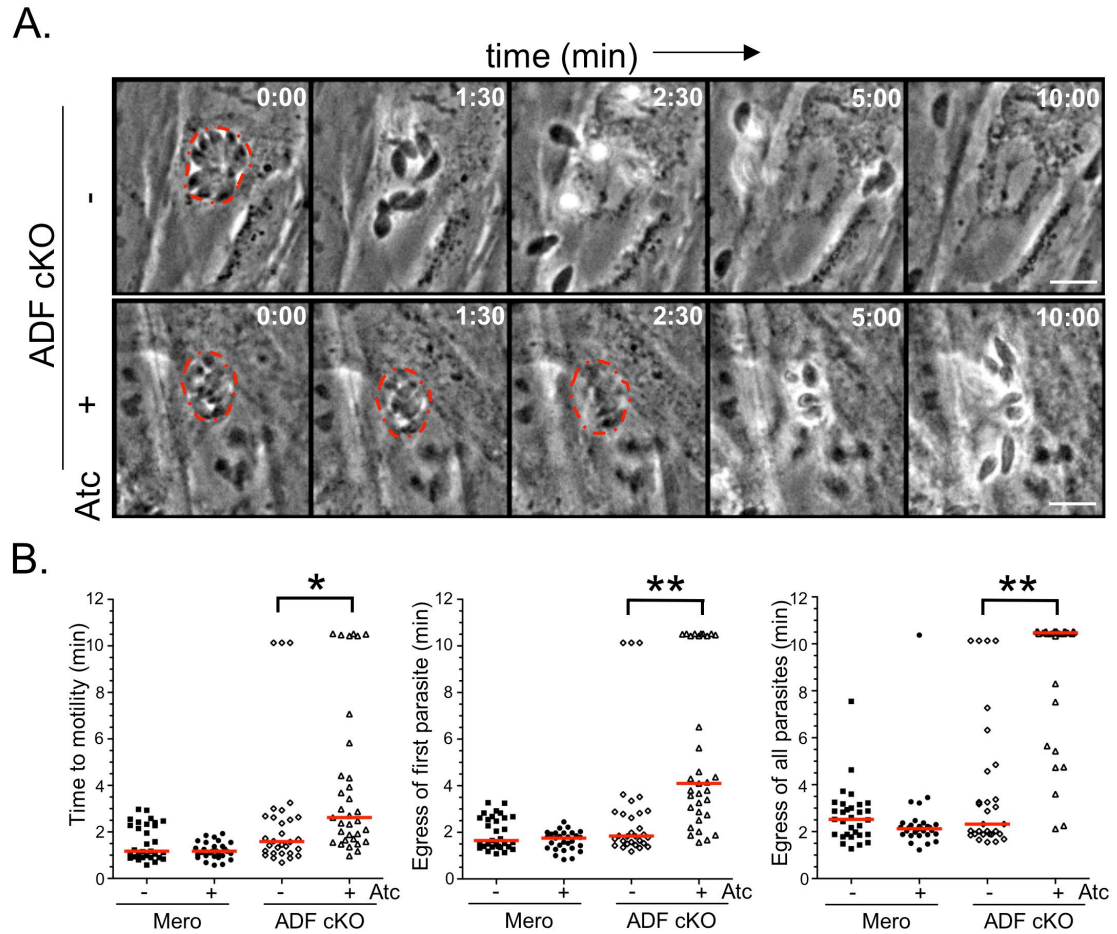 A.
time (min)
0:00 1:30 2:30 5:00 10:00
-
ADF cKO
0:00 1:30 2:30 5:00 10:00
+
Atc
B.
* ** **
Time to motility (min)
12
10
8
6
4
2
0
- + - + Atc
Mero ADF cKO
Egress of first parasite (min)
12
10
8
6
4
2
0
- + - + Atc
Mero ADF cKO
Egress of all parasites (min)
12
10
8
6
4
2
0
- + - + Atc
Mero ADF cKO